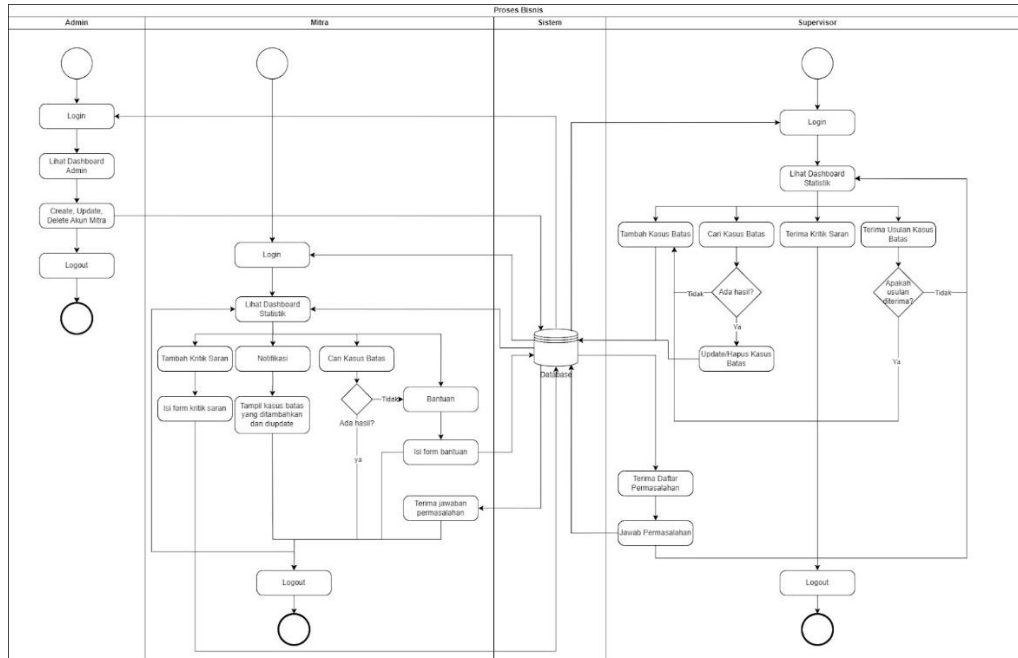 Proses Bisnis
Admin
Mitra
Sistem
Supervisor
Login
Lihat Dashboard
Admin
Create, Update,
Delete Akun Mitra
Logout
Login
Lihat Dashboard
Statistik
Tambah Kritik Saran
Notifikasi
Cari Kasus Batas
Isi form kritik saran
Tampil kasus batas
yang ditambahkan
dan diupdate
Ada hasil?
Tidak
Bantuan
ya
Isi form bantuan
Terima jawaban
permasalahan
Logout
Database
Login
Lihat Dashboard
Statistik
Tambah Kasus Batas
Cari Kasus Batas
Terima Kritik Saran
Terima Usulan Kasus
Batas
Tidak
Ada hasil?
Apakah
usulan
diterima?
Tidak
Ya
Update/Hapus Kasus
Batas
Ya
Terima Daftar
Permasalahan
Jawab Permasalahan
Logout